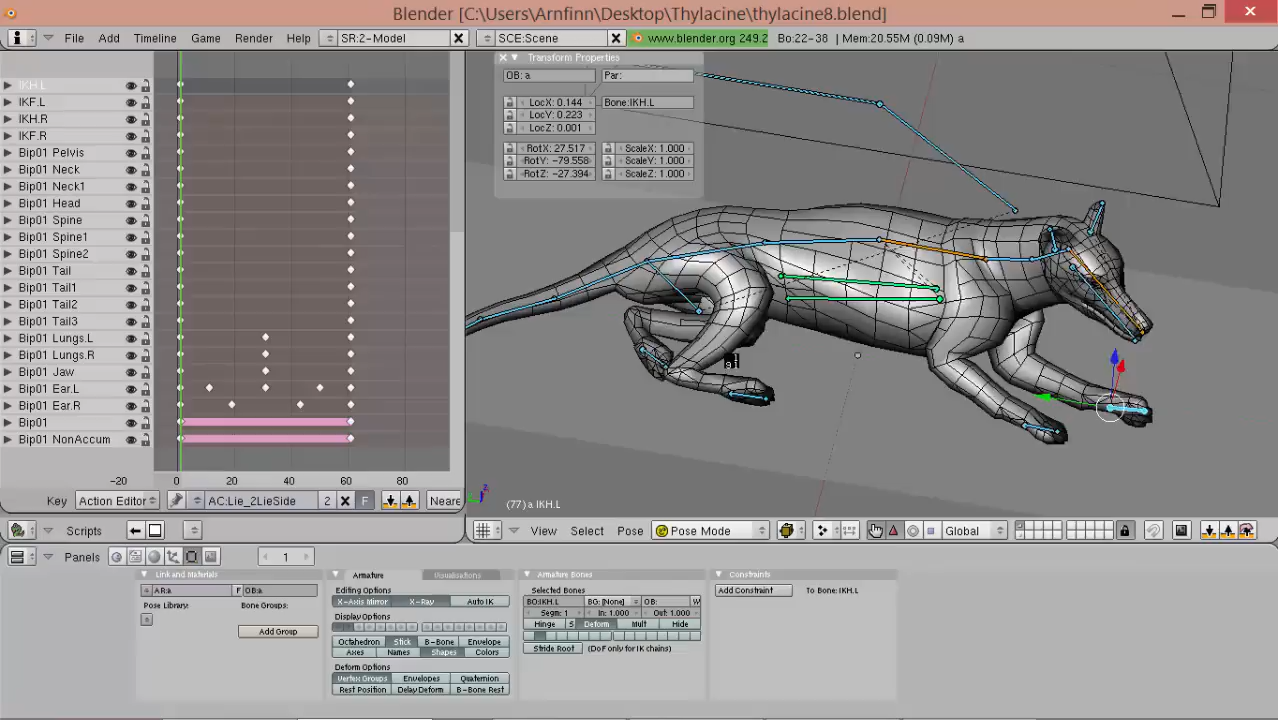 Blender [C:\Users\Arnfinn\Desktop\Thylacine\thylacine8.blend]
File Add Timeline Game Render Help SR:2-Model SCE:Scene www.blender.org 249.2 Bo:22-38 | Mem:20.55M (0.09M) a
Transform Properties
OB: a Par:
LocX: 0.144 Bone:IKH.L
LocY: 0.223
LocZ: 0.001
RotX: 27.517 ScaleX: 1.000
RotY: -79.558 ScaleY: 1.000
RotZ: -27.394 ScaleZ: 1.000
IKH.L
IKF.L
IKH.R
IKF.R
Bip01 Pelvis
Bip01 Neck
Bip01 Neck1
Bip01 Head
Bip01 Spine
Bip01 Spine1
Bip01 Spine2
Bip01 Tail
Bip01 Tail1
Bip01 Tail2
Bip01 Tail3
Bip01 Lungs.L
Bip01 Lungs.R
Bip01 Jaw
Bip01 Ear.L
Bip01 Ear.R
Bip01
Bip01 NonAccum
-20 0 20 40 60 80
Key Action Editor AC:Lie_2LieSide 2 F Neare
(77) a IKH.L
Scripts
View Select Pose Pose Mode Global
Panels 1
Link and Materials
AR:a F OB:a
Pose Library: Bone Groups:
Add Group
Armature Visualisations
Editing Options
X-Axis Mirror X-Ray Auto IK
Display Options
Octahedron Stick B-Bone Envelope
Axes Names Shapes Colors
Deform Options
Vertex Groups Envelopes Quaternion
Rest Position Delay Deform B-Bone Rest
Armature Bones
Selected Bones
BO:IKH.L BG: [None] OB: W
Segm: 1 In: 1.000 Out: 1.000
Hinge S Deform Mult Hide
Stride Root (DoF only for IK chains)
Constraints
Add Constraint To Bone: IKH.L